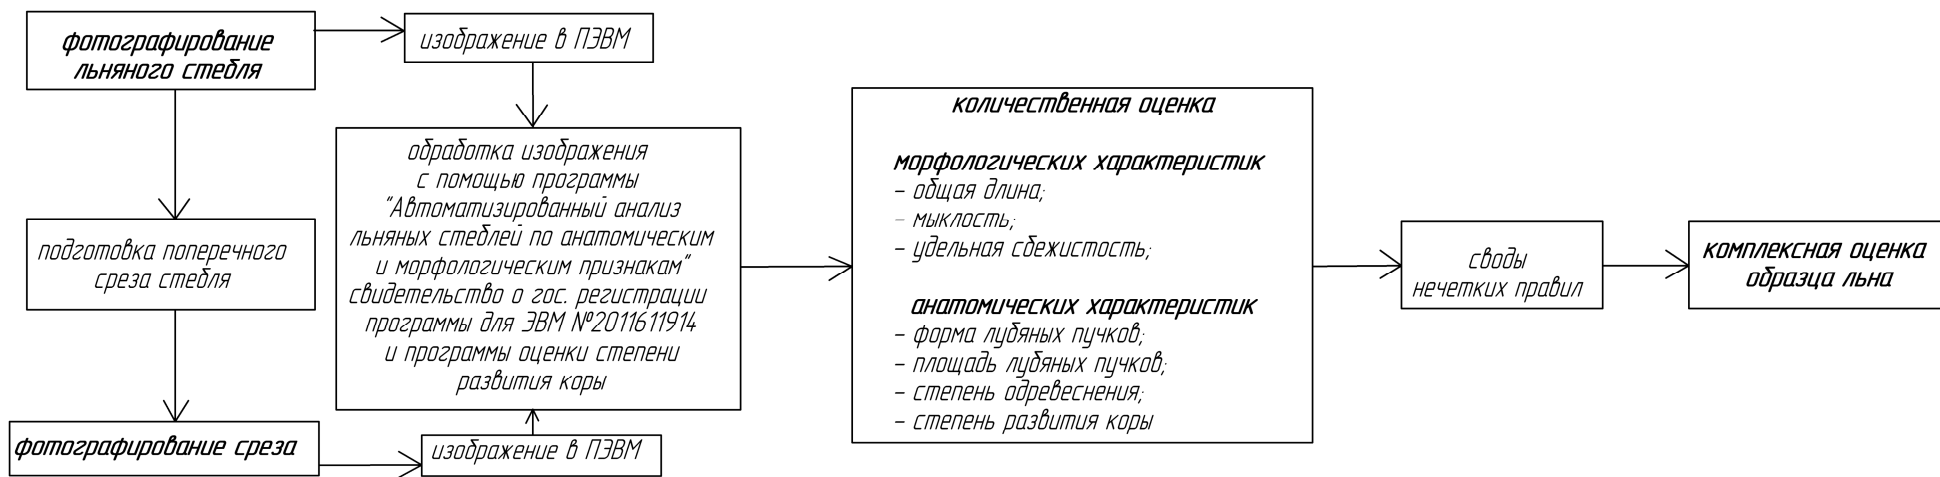 фотографирование
льняного стебля
изображение в ПЭВМ
подготовка поперечного
среза стебля
фотографирование среза
изображение в ПЭВМ
обработка изображения
с помощью программы
"Автоматизированный анализ
льняных стеблей по анатомическим
и морфологическим признакам"
свидетельство о гос. регистрации
программы для ЭВМ №2011611914
и программы оценки степени
развития коры
количественная оценка
морфологических характеристик
- общая длина;
- мыклость;
- удельная сбежистость;
анатомических характеристик
- форма лубяных пучков;
- площадь лубяных пучков;
- степень одревеснения;
- степень развития коры
своды
нечетких правил
комплексная оценка
образца льна